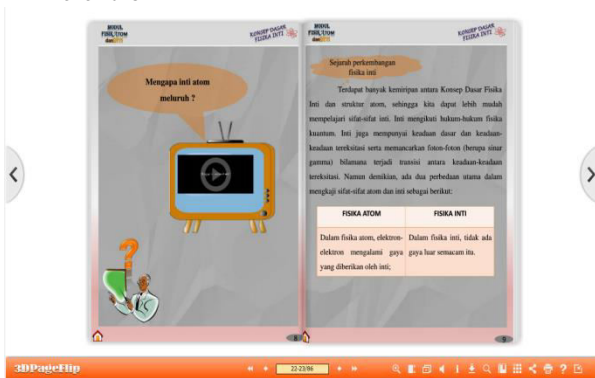 MODUL
FISIKA ATOM
dan INTI
KONSEP DASAR
FISIKA INTI
Mengapa inti atom
meluruh ?
MODUL
FISIKA ATOM
dan INTI
KONSEP DASAR
FISIKA INTI
Sejarah perkembangan
fisika inti
Terdapat banyak kemiripan antara Konsep Dasar Fisika
Inti dan struktur atom, sehingga kita dapat lebih mudah
mempelajari sifat-sifat inti. Inti mengikuti hukum-hukum fisika
kuantum. Inti juga mempunyai keadaan dasar dan keadaan-
keadaan tereksitasi serta memancarkan foton-foton (berupa sinar
gamma) bilamana terjadi transisi antara keadaan-keadaan
tereksitasi. Namun demikian, ada dua perbedaan utama dalam
mengkaji sifat-sifat atom dan inti sebagai berikut:
FISIKA ATOM
FISIKA INTI
Dalam fisika atom, elektron-
elektron mengalami gaya
yang diberikan oleh inti;
Dalam fisika inti, tidak ada
gaya luar semacam itu.
3DPageFlip
22-23/96